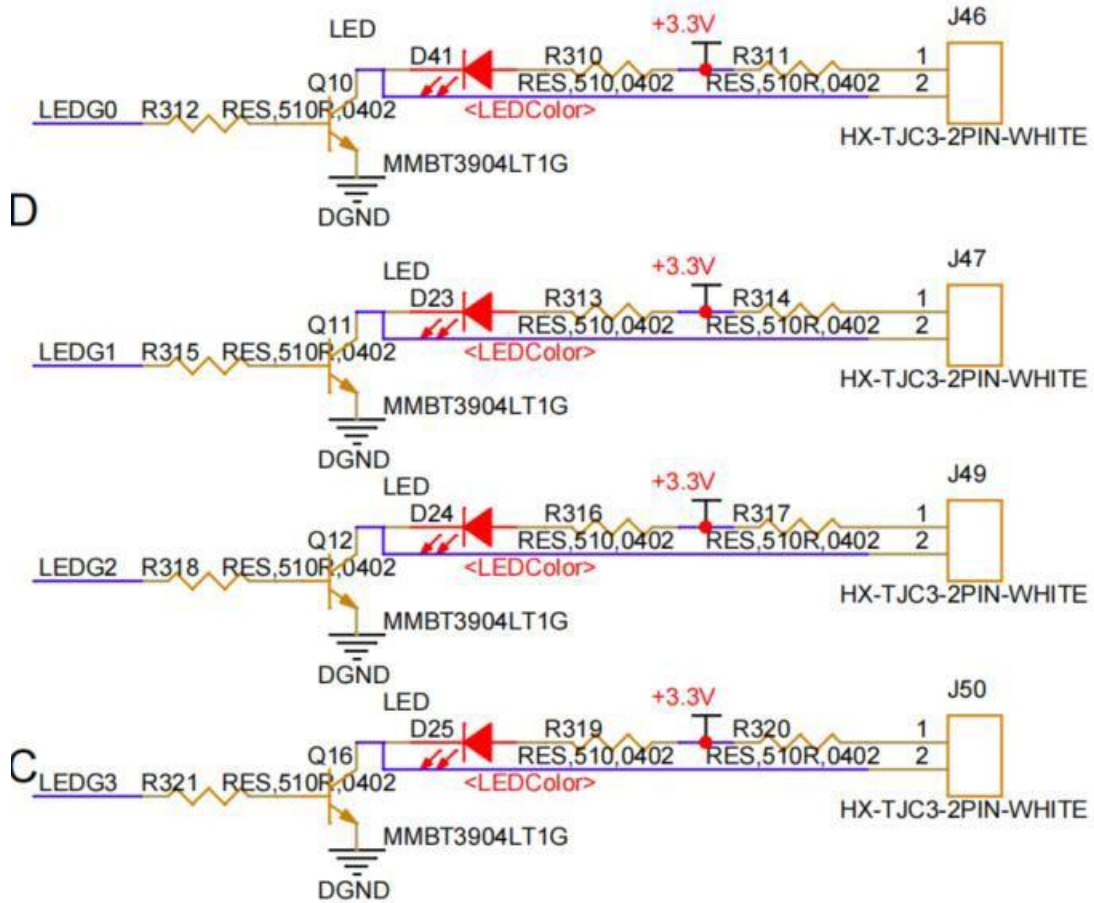 J46
+3.3V
LED
D41 R310 R311 1
Q10 RES,510,0402 RES,510R,0402 2
LEDG0 R312 RES,510R,0402 <LEDColor>
HX-TJC3-2PIN-WHITE
MMBT3904LT1G
DGND
D
J47
+3.3V
LED
D23 R313 R314 1
Q11 RES,510,0402 RES,510R,0402 2
LEDG1 R315 RES,510R,0402 <LEDColor>
HX-TJC3-2PIN-WHITE
MMBT3904LT1G
DGND
J49
+3.3V
LED
D24 R316 R317 1
Q12 RES,510,0402 RES,510R,0402 2
LEDG2 R318 RES,510R,0402 <LEDColor>
HX-TJC3-2PIN-WHITE
MMBT3904LT1G
DGND
J50
+3.3V
LED
D25 R319 R320 1
Q16 RES,510,0402 RES,510R,0402 2
C
LEDG3 R321 RES,510R,0402 <LEDColor>
HX-TJC3-2PIN-WHITE
MMBT3904LT1G
DGND